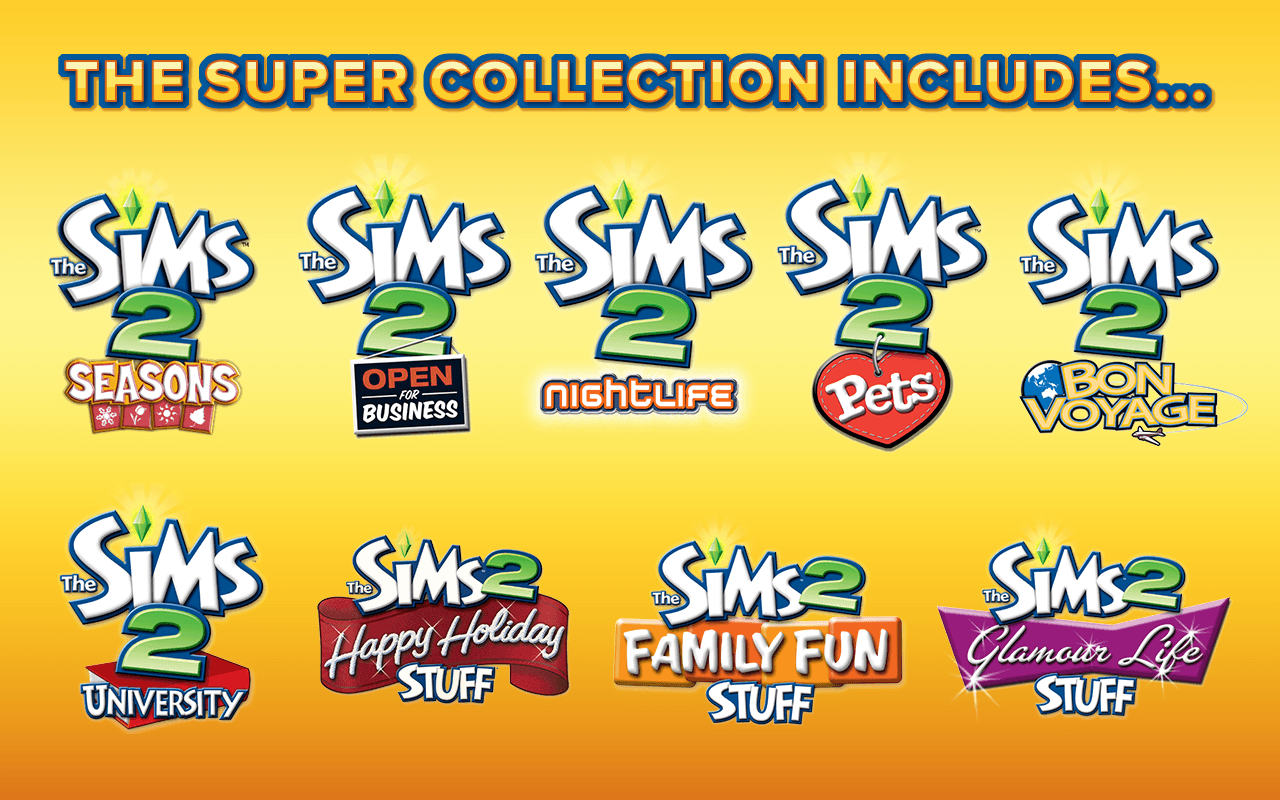 THE SUPER COLLECTION INCLUDES...
The Sims™ 2
SEASONS
The Sims 2
OPEN
FOR
BUSINESS
The Sims 2
NIGHTLIFE
The Sims™ 2
Pets
The Sims 2
BON
VOYAGE
The Sims 2
UNIVERSITY
The Sims 2
Happy Holiday
STUFF
The Sims 2
FAMILY FUN
STUFF
The Sims 2
Glamour Life
STUFF